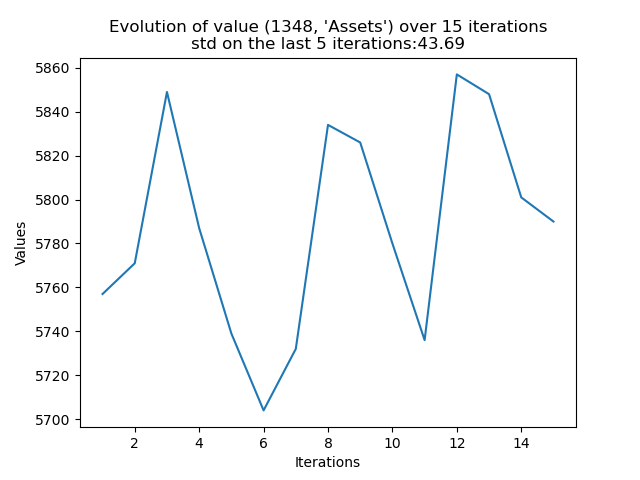 Evolution of value (1348, 'Assets') over 15 iterations
std on the last 5 iterations:43.69
5860
5840
5820
5800
5780
5760
5740
5720
5700
Values
2 4 6 8 10 12 14
Iterations